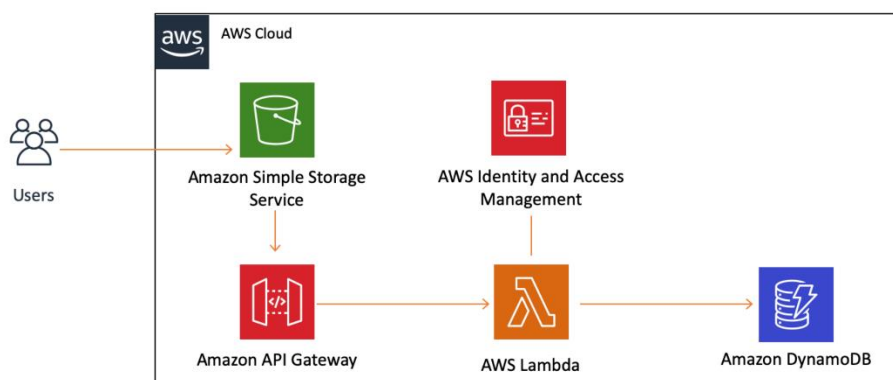 aws
AWS Cloud
Users
Amazon Simple Storage
Service
AWS Identity and Access
Management
</>
Amazon API Gateway
AWS Lambda
Amazon DynamoDB